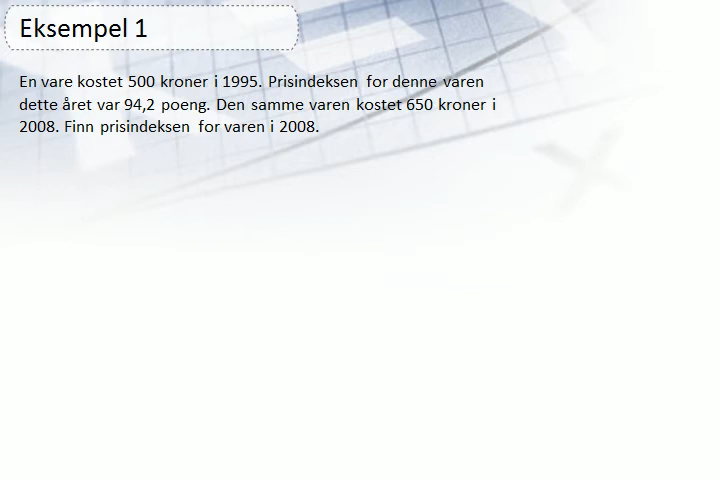 Eksempel 1
En vare kostet 500 kroner i 1995. Prisindeksen for denne varen
dette året var 94,2 poeng. Den samme varen kostet 650 kroner i
2008. Finn prisindeksen for varen i 2008.